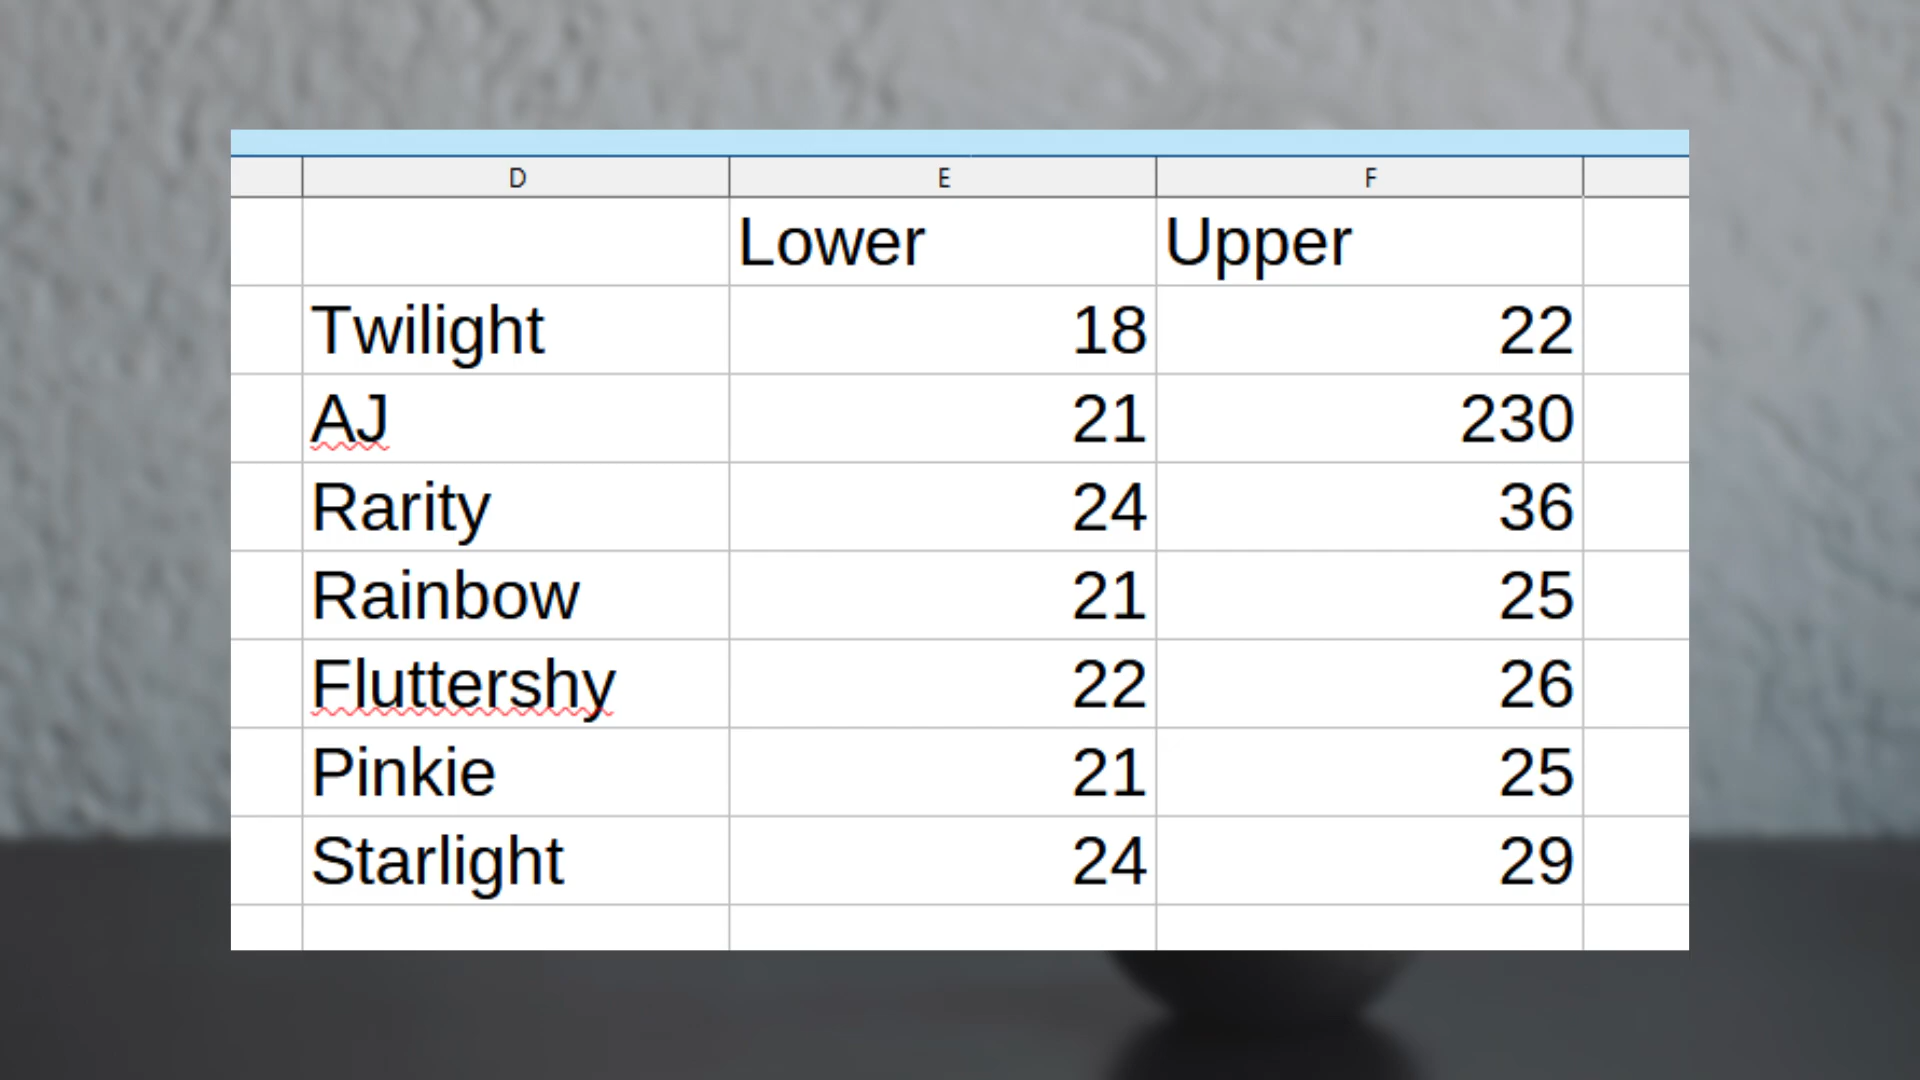 D E F
Lower Upper
Twilight 18 22
AJ 21 230
Rarity 24 36
Rainbow 21 25
Fluttershy 22 26
Pinkie 21 25
Starlight 24 29